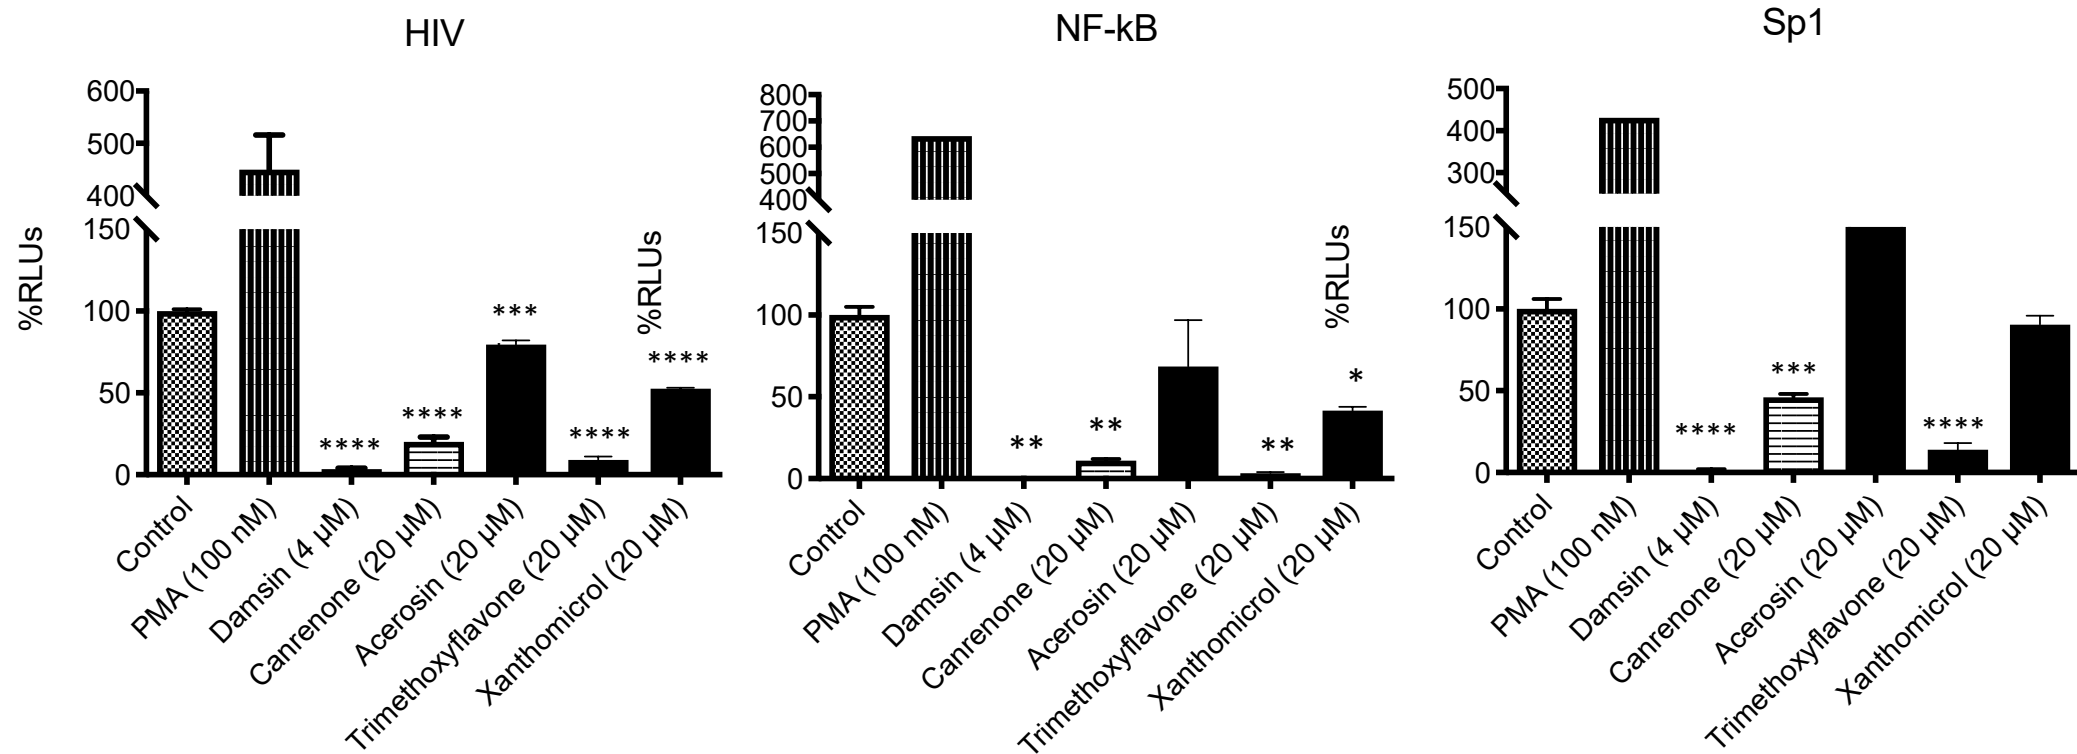 HIV
600
500
400
150
100
50
0
%RLUs
***
****
****
****
****
Control
PMA (100 nM)
Damsin (4 µM)
Canrenone (20 µM)
Acerosin (20 µM)
Trimethoxyflavone (20 µM)
Xanthomicrol (20 µM)
NF-kB
800
700
600
500
400
150
100
50
0
%RLUs
**
**
**
*
Control
PMA (100 nM)
Damsin (4 µM)
Canrenone (20 µM)
Acerosin (20 µM)
Trimethoxyflavone (20 µM)
Xanthomicrol (20 µM)
Sp1
500
400
300
150
100
50
0
%RLUs
****
***
****
Control
PMA (100 nM)
Damsin (4 µM)
Canrenone (20 µM)
Acerosin (20 µM)
Trimethoxyflavone (20 µM)
Xanthomicrol (20 µM)